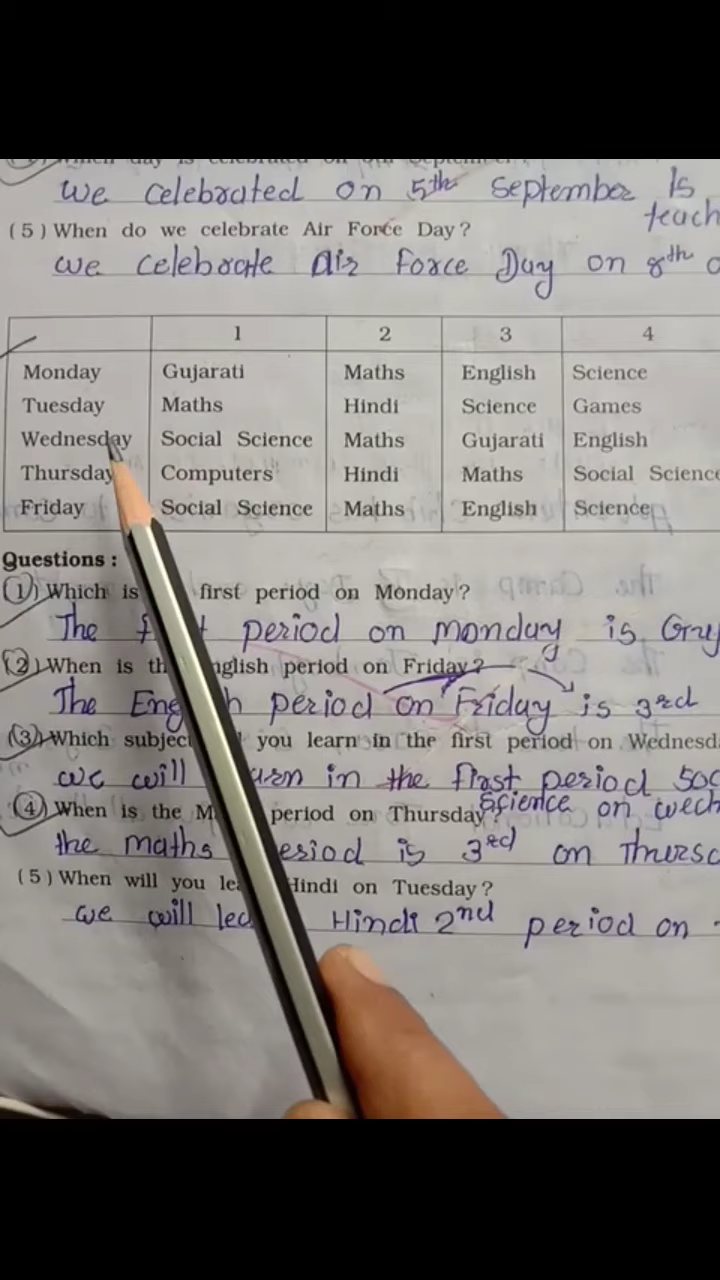 we celebrated on 5th September Is
teach
(5) When do we celebrate Air Force Day?
we celebrate Air Force Day on 8th
1 2 3 4
Monday Gujarati Maths English Science
Tuesday Maths Hindi Science Games
Wednesday Social Science Maths Gujarati English
Thursday Computers Hindi Maths Social Science
Friday Social Science Maths English Science
Questions :
(1) Which is first period on Monday?
The period on monday is
(2) When is English period on Friday?
The period on Friday is 3rd
(3) Which subject you learn in the first period on
we will in the first period
science on
(4) When is the period on Thursday?
the maths period is 3rd on
(5) When will you Hindi on Tuesday?
we will Hindi 2nd period on